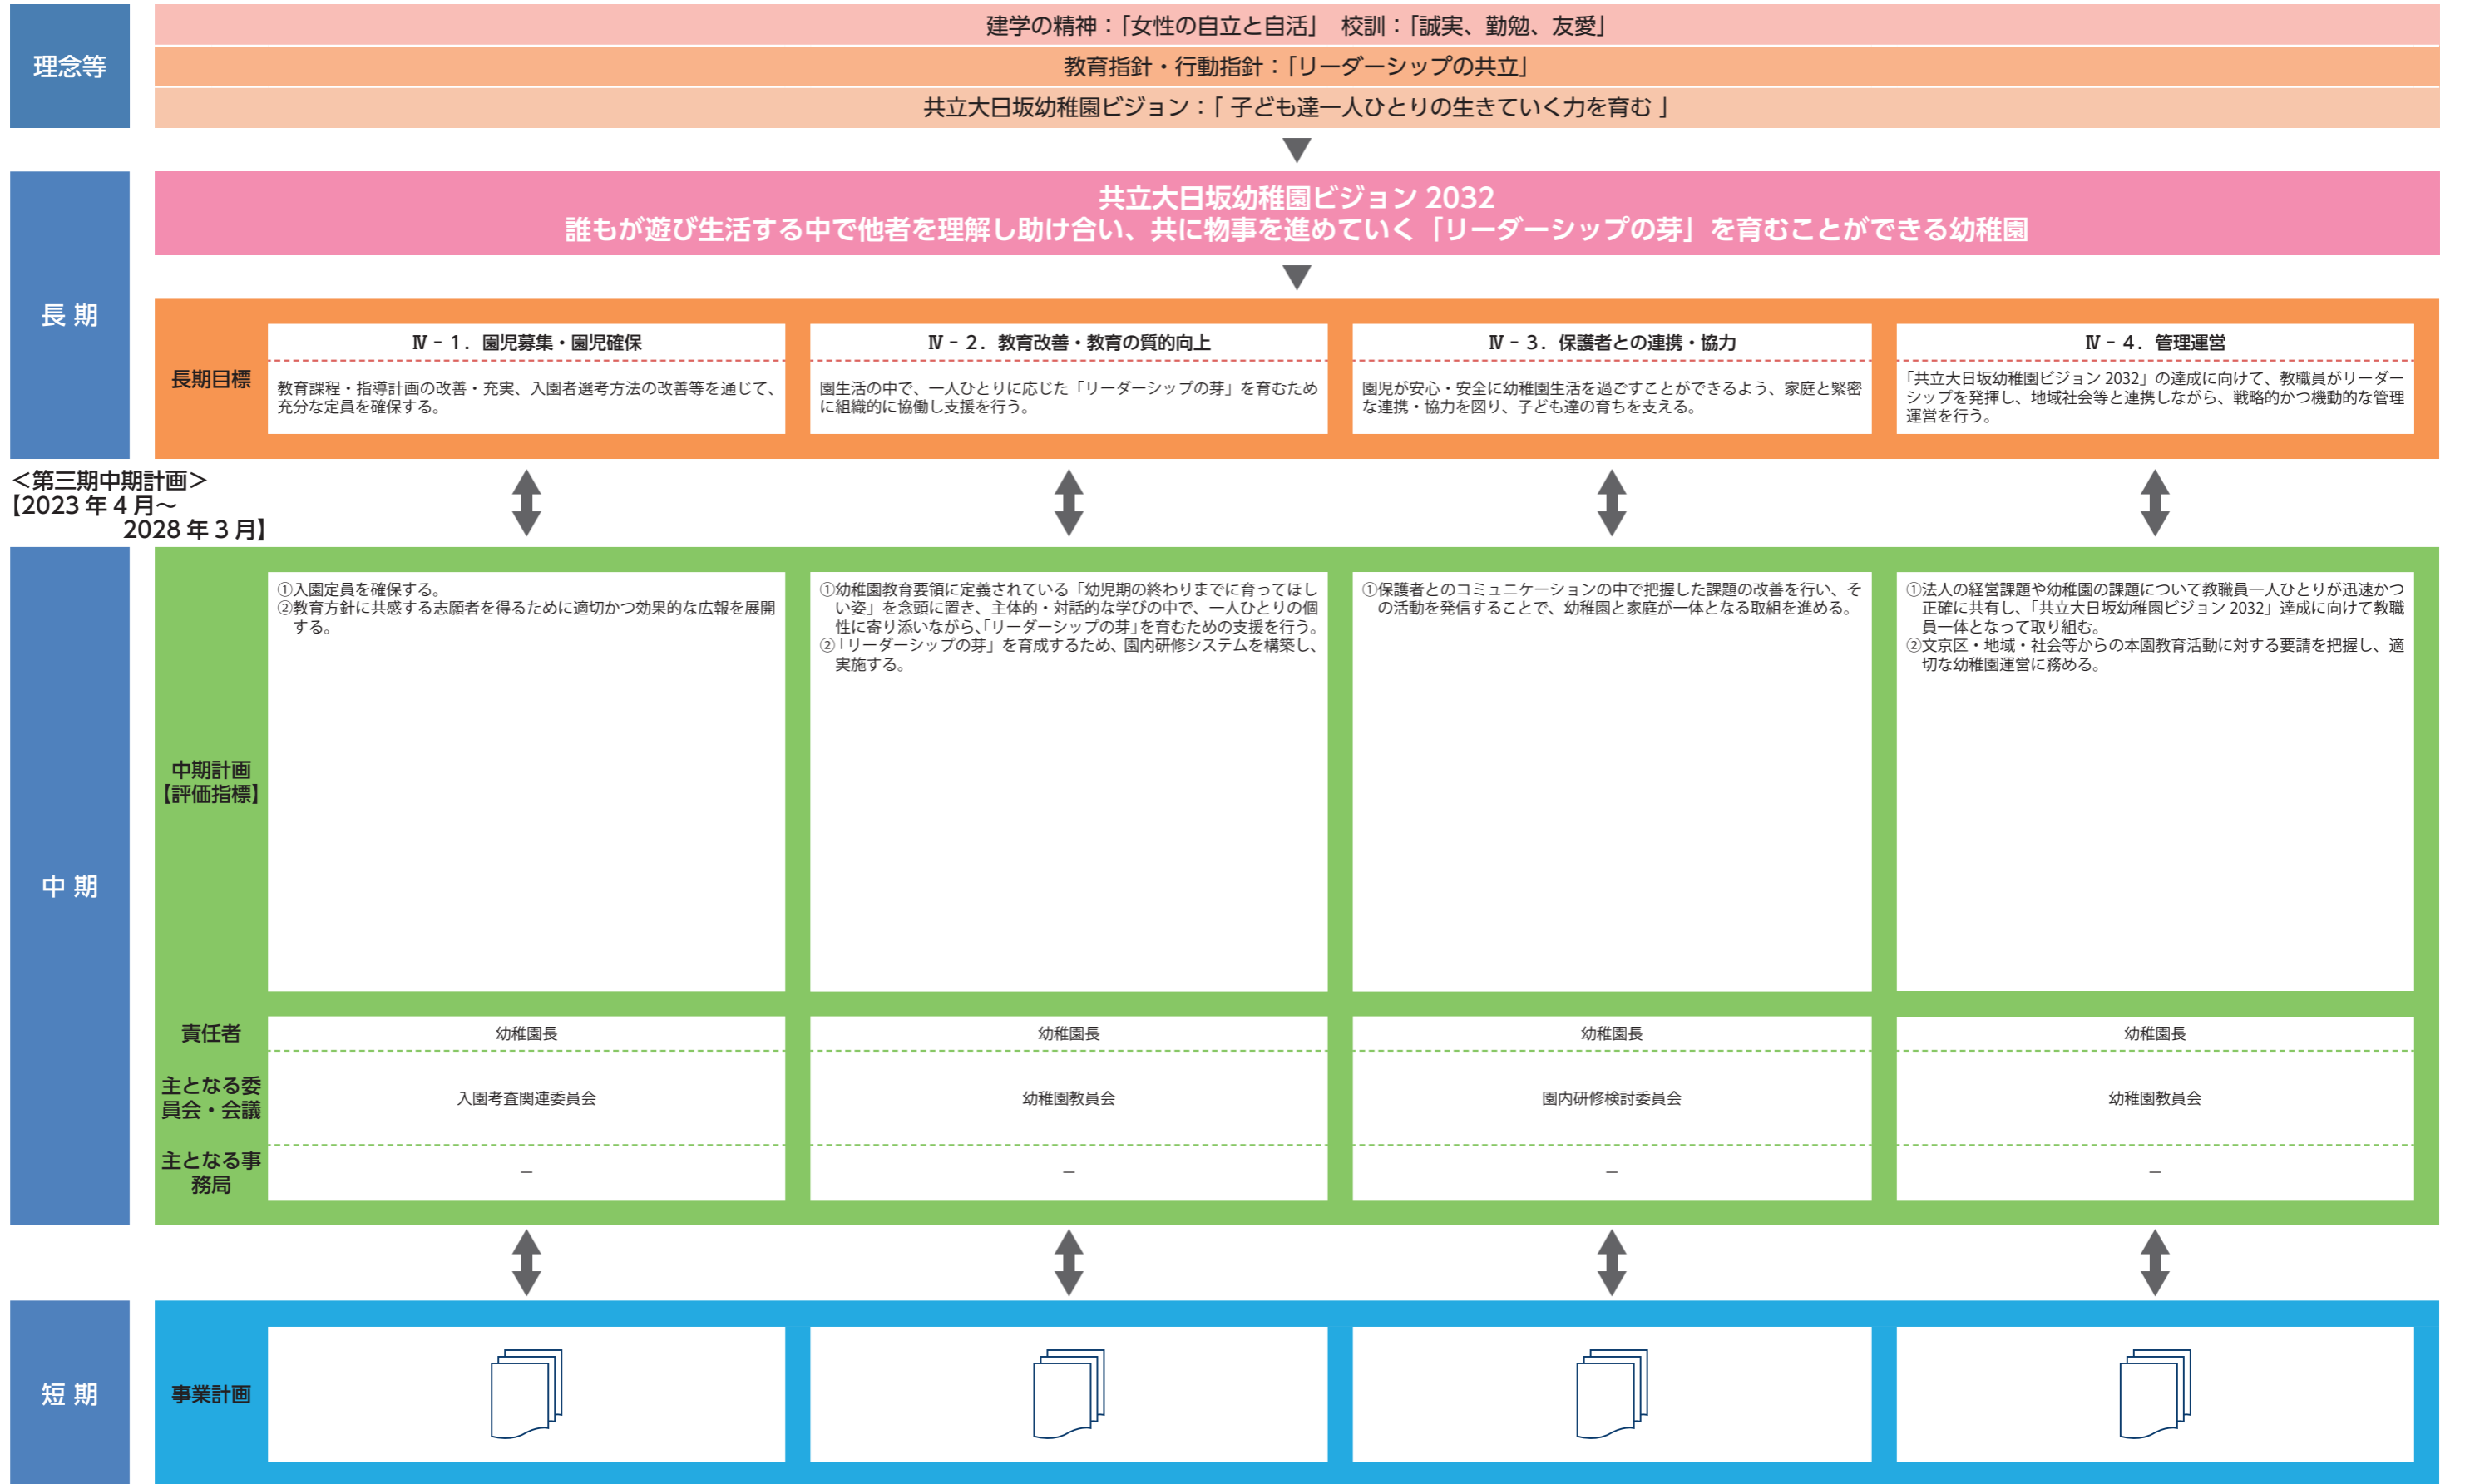 理念等
建学の精神：「女性の自立と自活」　校訓：「誠実、勤勉、友愛」
教育指針・行動指針：「リーダーシップの共立」
共立大日坂幼稚園ビジョン：「 子ども達一人ひとりの生きていく力を育む 」
長 期
共立大日坂幼稚園ビジョン 2032
誰もが遊び生活する中で他者を理解し助け合い、共に物事を進めていく「リーダーシップの芽」を育むことができる幼稚園
長期目標
Ⅳ－１．園児募集・園児確保
教育課程・指導計画の改善・充実、入園者選考方法の改善等を通じて、
充分な定員を確保する。
Ⅳ－２．教育改善・教育の質的向上
園生活の中で、一人ひとりに応じた「リーダーシップの芽」を育むため
に組織的に協働し支援を行う。
Ⅳ－３．保護者との連携・協力
園児が安心・安全に幼稚園生活を過ごすことができるよう、家庭と緊密
な連携・協力を図り、子ども達の育ちを支える。
Ⅳ－４．管理運営
「共立大日坂幼稚園ビジョン 2032」の達成に向けて、教職員がリーダー
シップを発揮し、地域社会等と連携しながら、戦略的かつ機動的な管理
運営を行う。
＜第三期中期計画＞
【2023 年 4 月～
2028 年 3 月】
中 期
中期計画
【評価指標】
①入園定員を確保する。
②教育方針に共感する志願者を得るために適切かつ効果的な広報を展開
する。
①幼稚園教育要領に定義されている「幼児期の終わりまでに育ってほし
い姿」を念頭に置き、主体的・対話的な学びの中で、一人ひとりの個
性に寄り添いながら、「リーダーシップの芽」を育むための支援を行う。
②「リーダーシップの芽」を育成するため、園内研修システムを構築し、
実施する。
①保護者とのコミュニケーションの中で把握した課題の改善を行い、そ
の活動を発信することで、幼稚園と家庭が一体となる取組を進める。
①法人の経営課題や幼稚園の課題について教職員一人ひとりが迅速かつ
正確に共有し、「共立大日坂幼稚園ビジョン 2032」達成に向けて教職
員一体となって取り組む。
②文京区・地域・社会等からの本園教育活動に対する要請を把握し、適
切な幼稚園運営に務める。
責任者
幼稚園長
幼稚園長
幼稚園長
幼稚園長
主となる委
員会・会議
入園考査関連委員会
幼稚園教員会
園内研修検討委員会
幼稚園教員会
主となる事
務局
－
－
－
－
短 期
事業計画